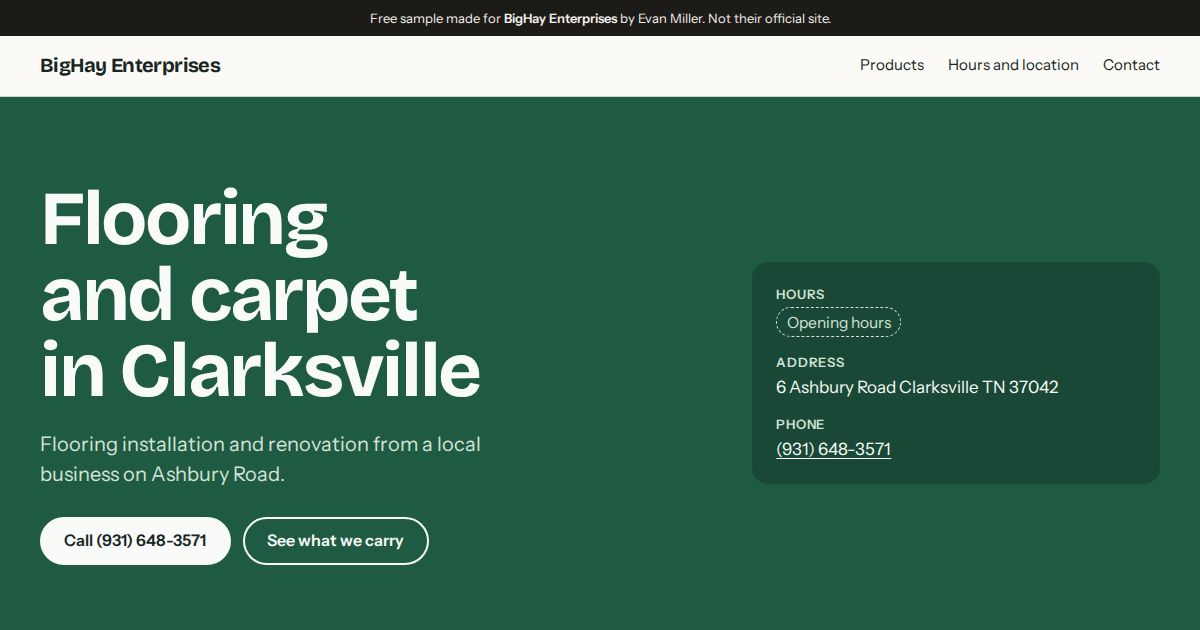 Free sample made for BigHay Enterprises by Evan Miller. Not their official site.
BigHay Enterprises
Products
Hours and location
Contact
Flooring
and carpet
in Clarksville
Flooring installation and renovation from a local
business on Ashbury Road.
Call (931) 648-3571
See what we carry
HOURS
Opening hours
ADDRESS
6 Ashbury Road Clarksville TN 37042
PHONE
(931) 648-3571